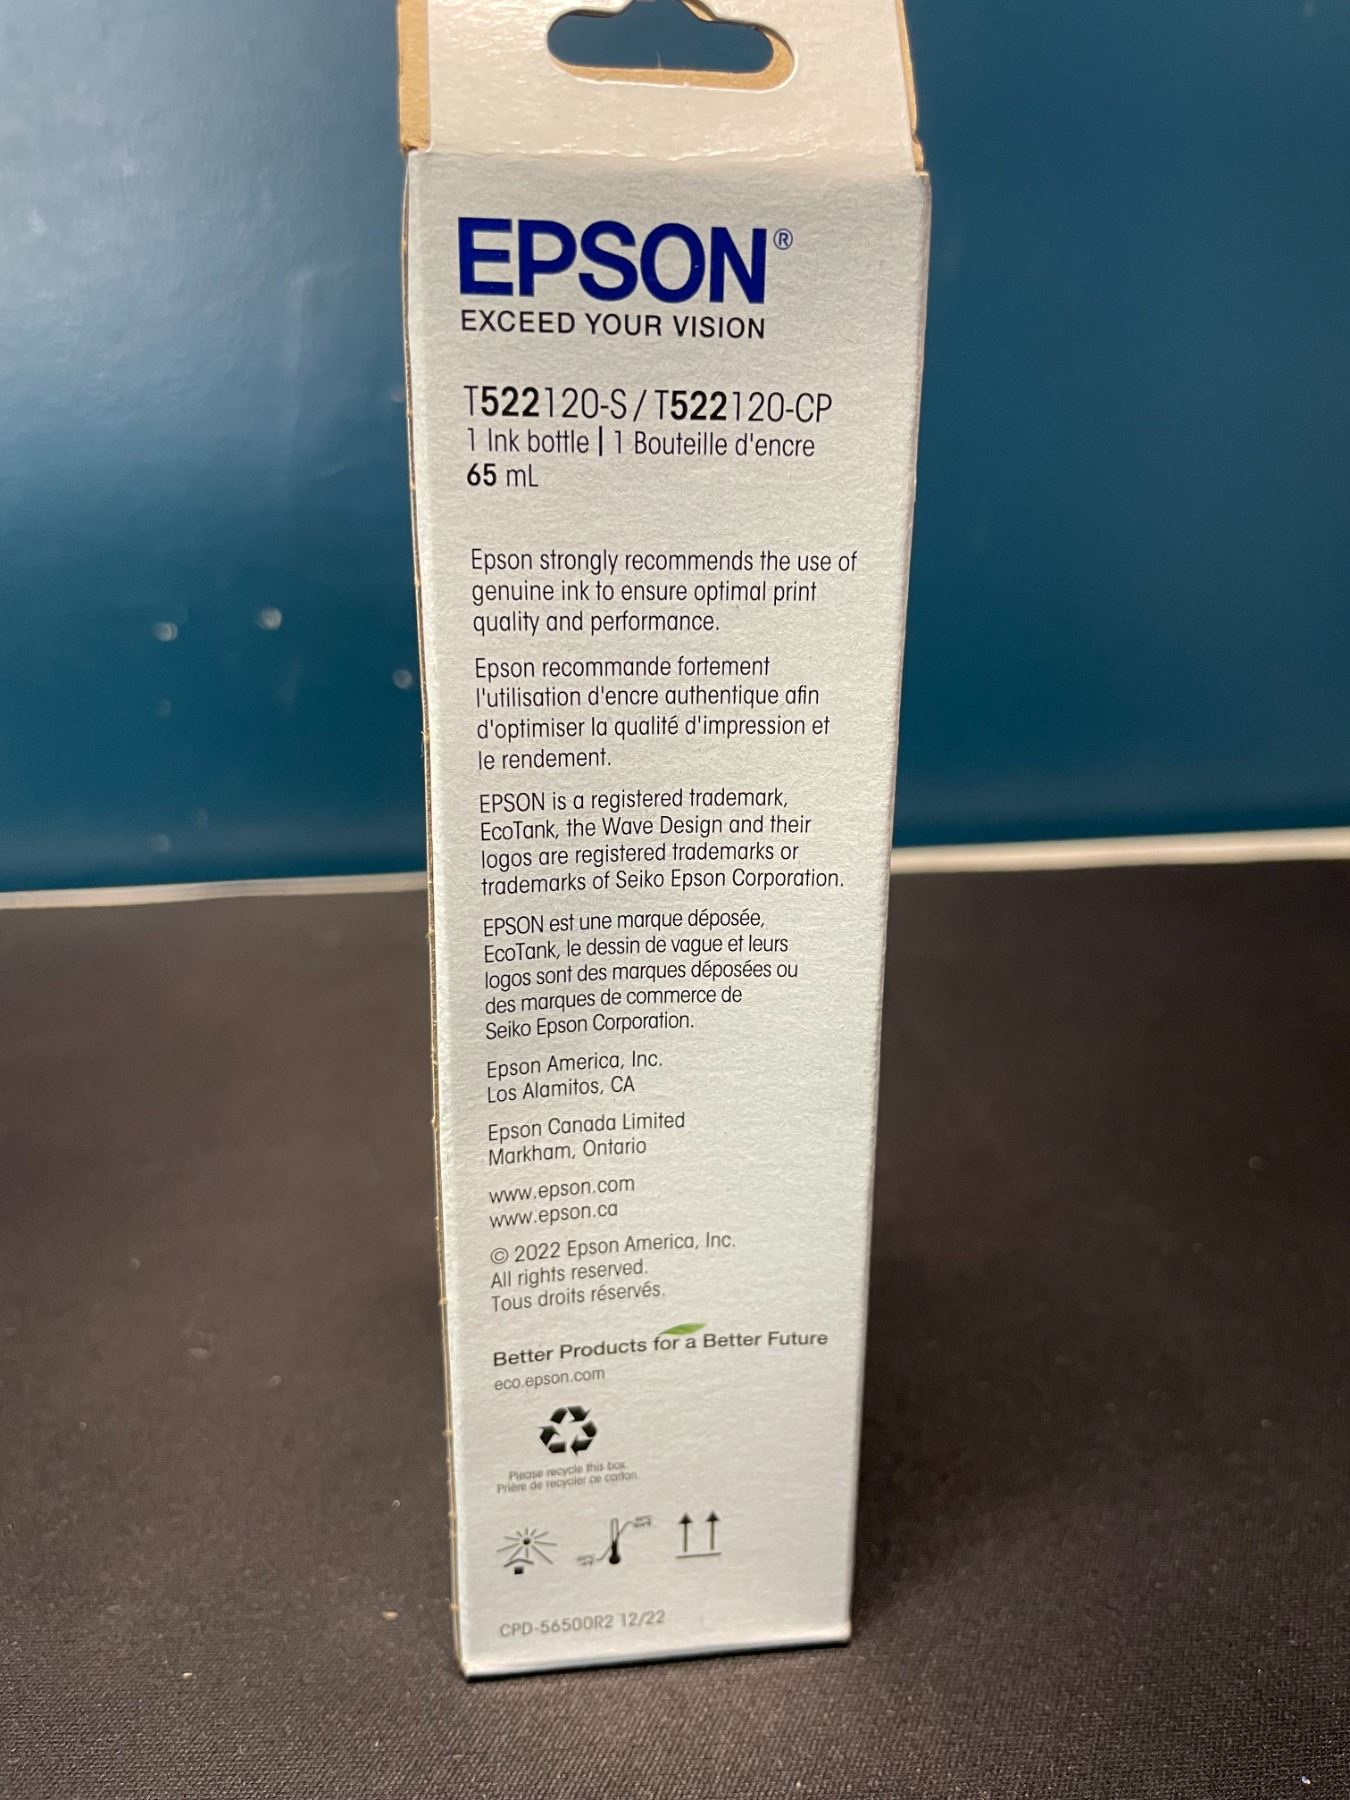 EPSON®
EXCEED YOUR VISION
T522120-S / T522120-CP
1 Ink bottle | 1 Bouteille d'encre
65 mL
Epson strongly recommends the use of
genuine ink to ensure optimal print
quality and performance.
Epson recommande fortement
l'utilisation d'encre authentique afin
d'optimiser la qualité d'impression et
le rendement.
EPSON is a registered trademark,
EcoTank, the Wave Design and their
logos are registered trademarks or
trademarks of Seiko Epson Corporation.
EPSON est une marque déposée,
EcoTank, le dessin de vague et leurs
logos sont des marques déposées ou
des marques de commerce de
Seiko Epson Corporation.
Epson America, Inc.
Los Alamitos, CA
Epson Canada Limited
Markham, Ontario
www.epson.com
www.epson.ca
© 2022 Epson America, Inc.
All rights reserved.
Tous droits réservés.
Better Products for a Better Future
eco.epson.com
Please recycle this box.
Prière de recycler ce carton.
CPD-56500R2 12/22